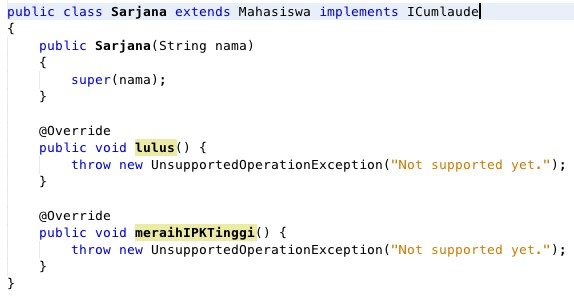 public class Sarjana extends Mahasiswa implements ICumlaude
{
    public Sarjana(String nama)
    {
        super(nama);
    }

    @Override
    public void lulus() {
        throw new UnsupportedOperationException("Not supported yet.");
    }

    @Override
    public void meraihIPKTinggi() {
        throw new UnsupportedOperationException("Not supported yet.");
    }
}